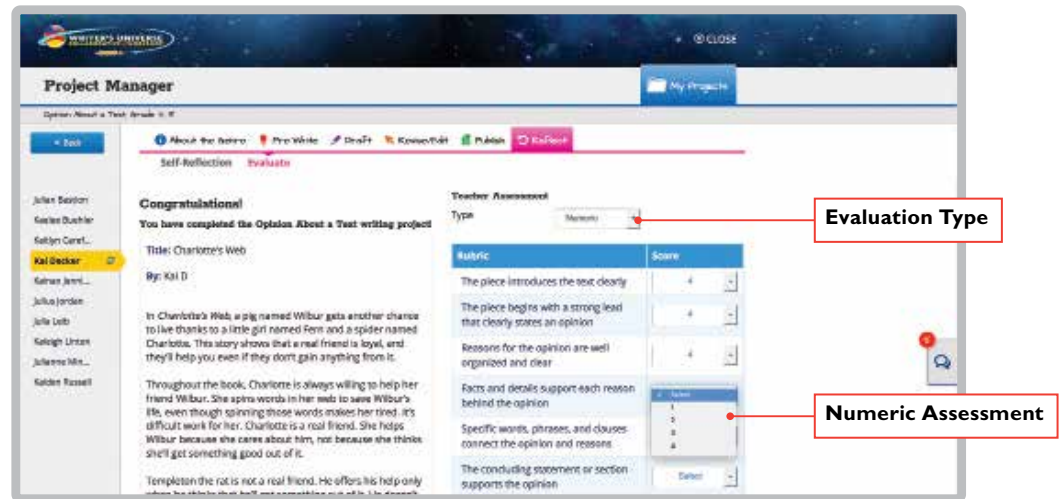 WRITER'S UNIVERSE
CLOSE
Project Manager
My Projects
Opinion About a Text
< Back
About the Genre Pre-Write Draft Revise/Edit Publish Reflect
Self-Reflection Evaluate
Kai Decker
Julius Jorden
Julia
Kaleigh Linton
Kaiden Russell
Congratulations!
You have completed the Opinion About a Text writing project!
Title: Charlotte's Web
By: Kai D
In Charlotte's Web, a pig named Wilbur gets another chance
to live thanks to a little girl named Fern and a spider named
Charlotte. This story shows that a real friend is loyal, and
they'll help you even if they don't gain anything from it.
Throughout the book, Charlotte is always willing to help her
friend Wilbur. She spins words in her web to save Wilbur's
life, even though spinning those words makes her tired. It's
difficult work for her. Charlotte is a real friend. She helps
Wilbur because she cares about him, not because she thinks
she'll get something good out of it.
Templeton the rat is not a real friend. He offers his help only
Teacher Assessment
Type Numeric
Rubric Score
The piece introduces the text clearly 4
The piece begins with a strong lead
that clearly states an opinion 4
Reasons for the opinion are well
organized and clear 4
Facts and details support each reason
behind the opinion
Select
1
2
3
4
Specific words, phrases, and clauses
connect the opinion and reasons
The concluding statement or section
supports the opinion Select
Evaluation Type
Numeric Assessment